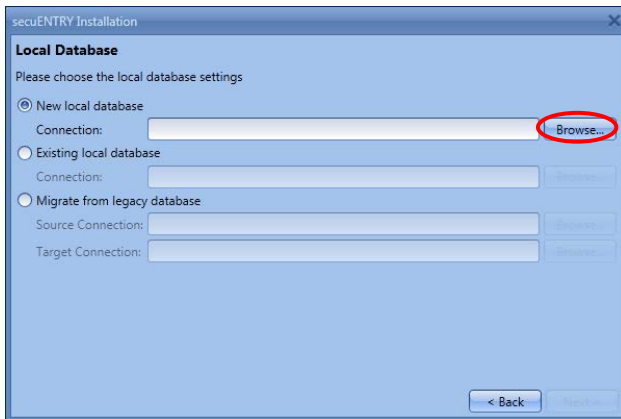 secuENTRY Installation
Local Database
Please choose the local database settings
New local database
Connection:
Browse...
Existing local database
Connection:
Browse...
Migrate from legacy database
Source Connection:
Browse...
Target Connection:
Browse...
< Back
Next >